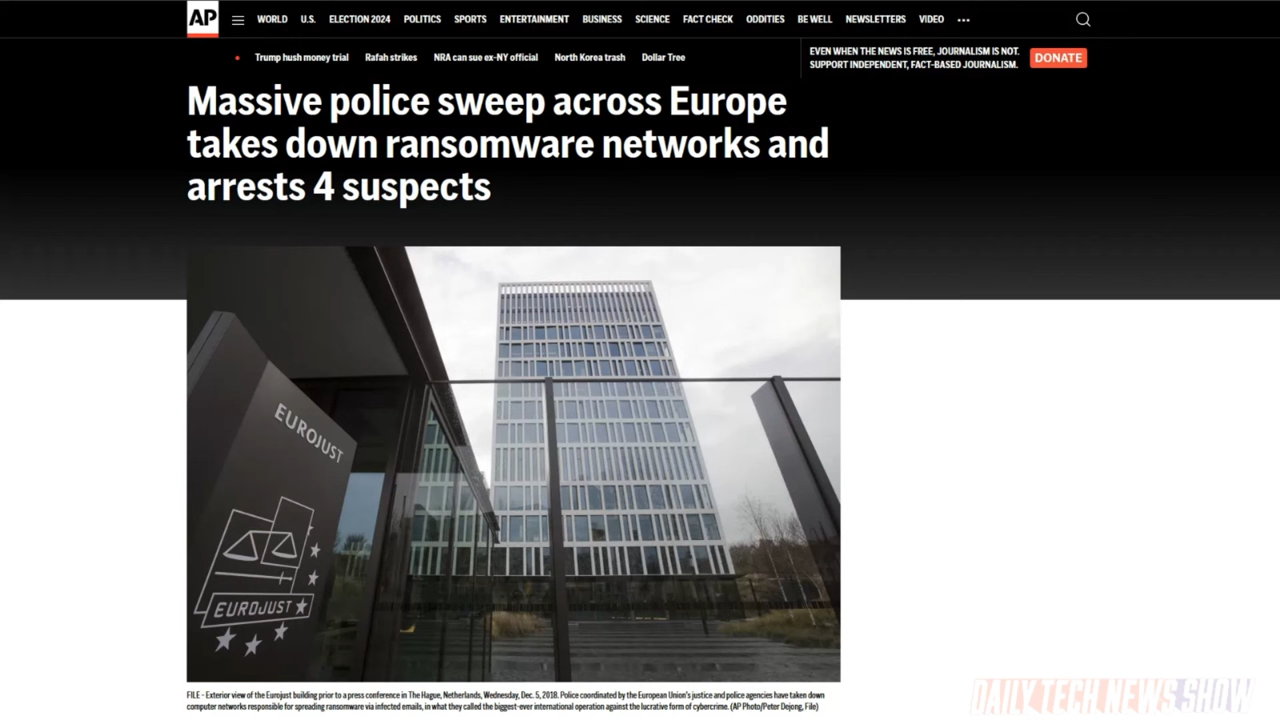 AP
WORLD U.S. ELECTION 2024 POLITICS SPORTS ENTERTAINMENT BUSINESS SCIENCE FACT CHECK ODDITIES BE WELL NEWSLETTERS VIDEO ...
Trump hush money trial Rafah strikes NRA can sue ex-NY official North Korea trash Dollar Tree
EVEN WHEN THE NEWS IS FREE, JOURNALISM IS NOT.
SUPPORT INDEPENDENT, FACT-BASED JOURNALISM.
DONATE
Massive police sweep across Europe
takes down ransomware networks and
arrests 4 suspects
EUROJUST
EUROJUST
FILE - Exterior view of the Eurojust building prior to a press conference in The Hague, Netherlands, Wednesday, Dec. 5, 2018. Police coordinated by the European Union's justice and police agencies have taken down
computer networks responsible for spreading ransomware via infected emails, in what they called the biggest-ever international operation against the lucrative form of cybercrime. (AP Photo/Peter Dejong, File)
DAILY TECH NEWS SHOW